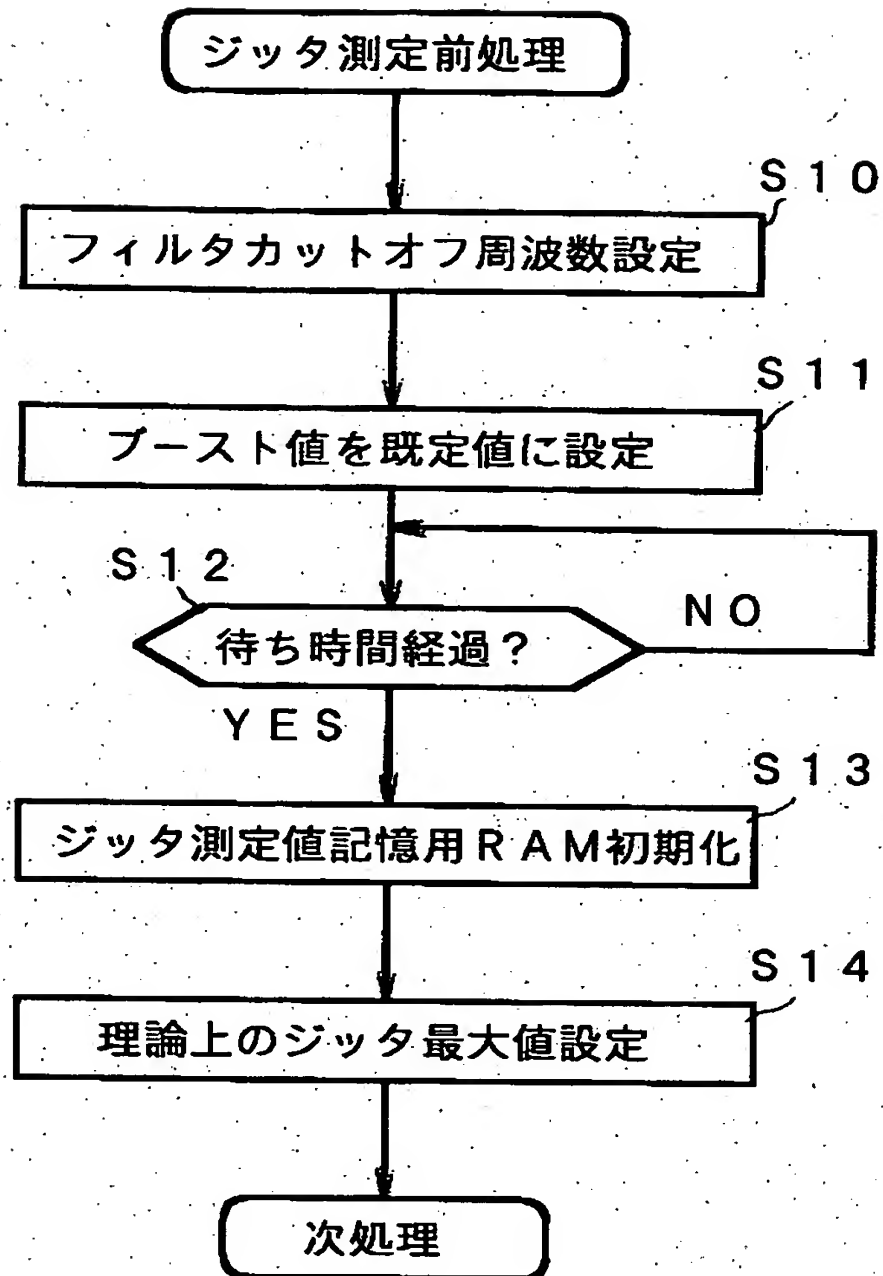 ジッタ測定前処理
S10
フィルタカットオフ周波数設定
S11
ブースト値を既定値に設定
S12
待ち時間経過?
NO
YES
S13
ジッタ測定値記憶用RAM初期化
S14
理論上のジッタ最大値設定
次処理